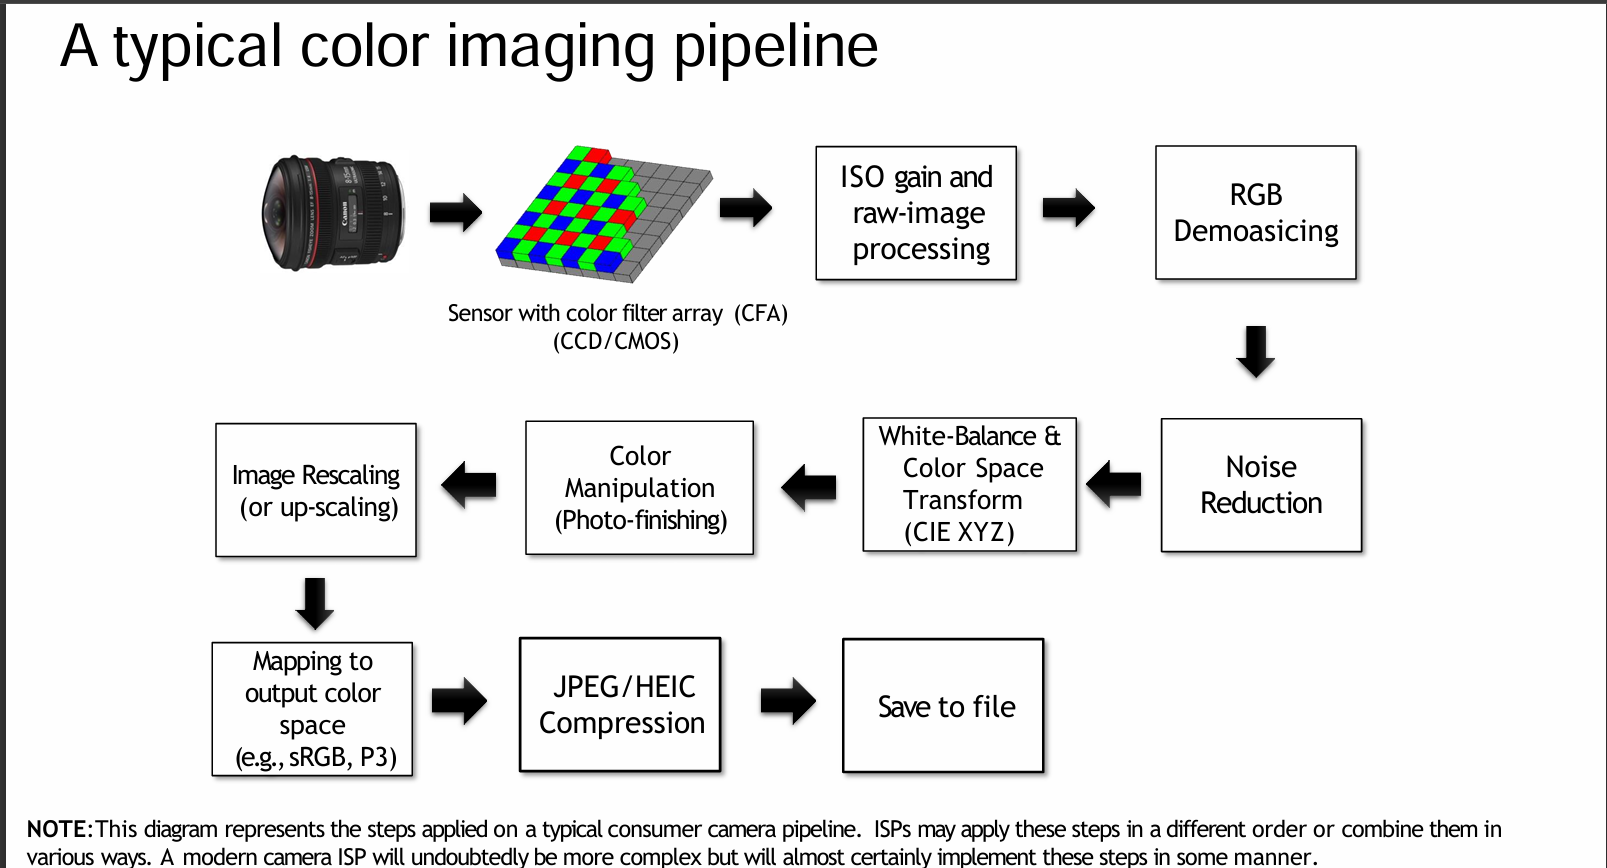 A typical color imaging pipeline
Canon
Sensor with color filter array (CFA)
(CCD/CMOS)
ISO gain and
raw-image
processing
RGB
Demoasicing
Noise
Reduction
White-Balance &
Color Space
Transform
(CIE XYZ)
Color
Manipulation
(Photo-finishing)
Image Rescaling
(or up-scaling)
Mapping to
output color
space
(e.g., sRGB, P3)
JPEG/HEIC
Compression
Save to file
NOTE: This diagram represents the steps applied on a typical consumer camera pipeline. ISPs may apply these steps in a different order or combine them in
various ways. A modern camera ISP will undoubtedly be more complex but will almost certainly implement these steps in some manner.